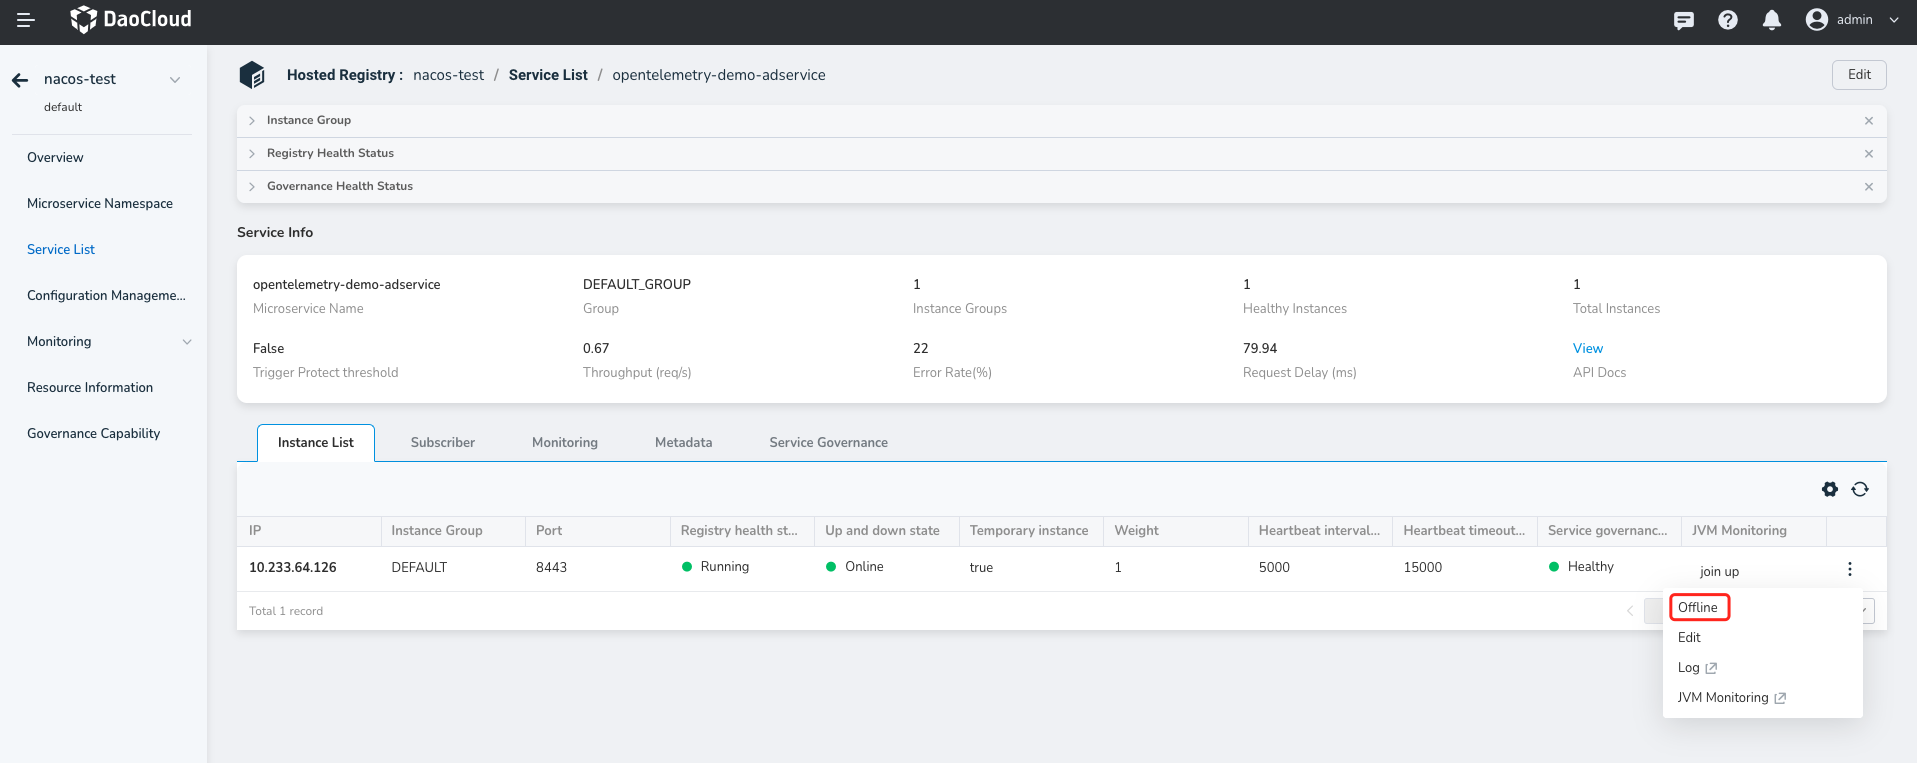 DaoCloud
admin
nacos-test
default
Overview
Microservice Namespace
Service List
Configuration Manageme...
Monitoring
Resource Information
Governance Capability
Hosted Registry : nacos-test / Service List / opentelemetry-demo-adservice
Edit
Instance Group
Registry Health Status
Governance Health Status
Service Info
opentelemetry-demo-adservice DEFAULT_GROUP 1 1 1
Microservice Name Group Instance Groups Healthy Instances Total Instances
False 0.67 22 79.94 View
Trigger Protect threshold Throughput (req/s) Error Rate(%) Request Delay (ms) API Docs
Instance List Subscriber Monitoring Metadata Service Governance
IP Instance Group Port Registry health st... Up and down state Temporary instance Weight Heartbeat interval... Heartbeat timeout... Service governanc... JVM Monitoring
10.233.64.126 DEFAULT 8443 Running Online true 1 5000 15000 Healthy join up
Total 1 record
Offline
Edit
Log
JVM Monitoring